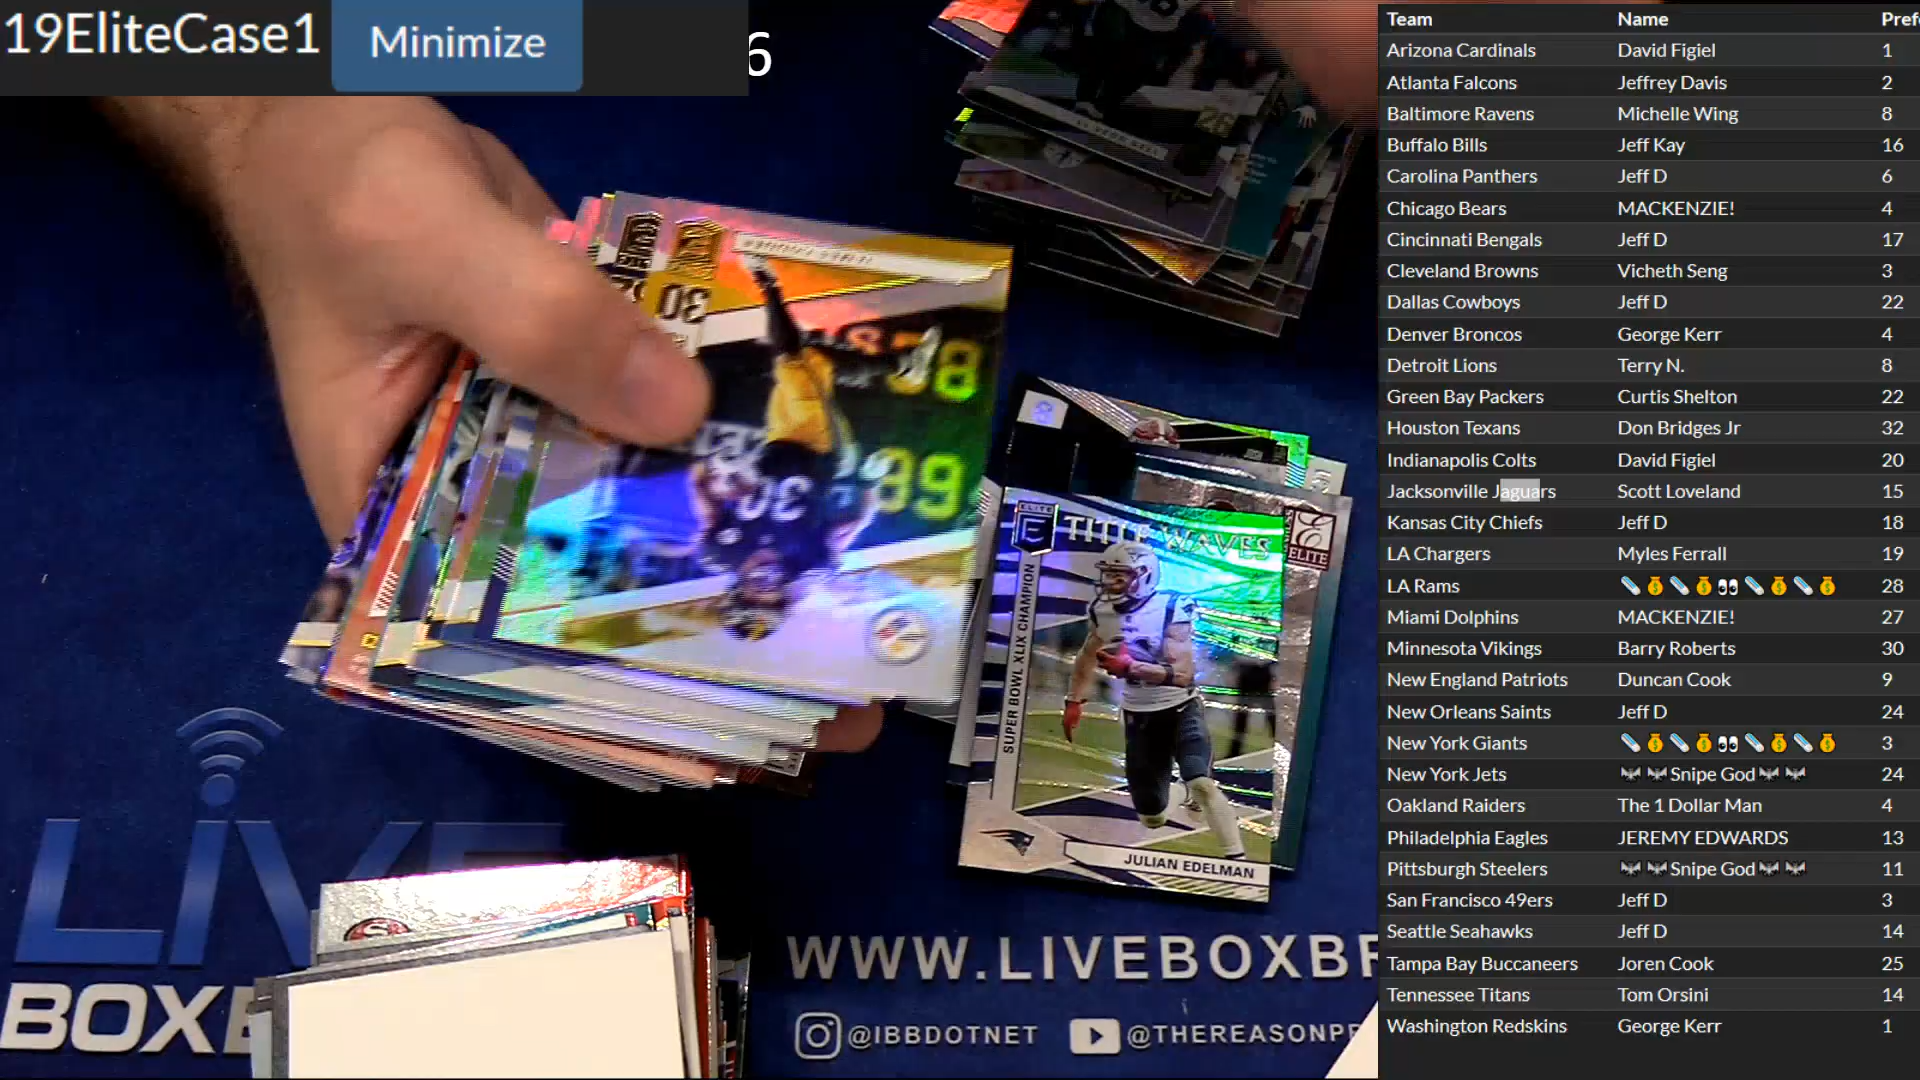 19EliteCase1
Minimize
6
Team Name Pref
Arizona Cardinals David Figiel 1
Atlanta Falcons Jeffrey Davis 2
Baltimore Ravens Michelle Wing 8
Buffalo Bills Jeff Kay 16
Carolina Panthers Jeff D 6
Chicago Bears MACKENZIE! 4
Cincinnati Bengals Jeff D 17
Cleveland Browns Vicheth Seng 3
Dallas Cowboys Jeff D 22
Denver Broncos George Kerr 4
Detroit Lions Terry N. 8
Green Bay Packers Curtis Shelton 22
Houston Texans Don Bridges Jr 32
Indianapolis Colts David Figiel 20
Jacksonville Jaguars Scott Loveland 15
Kansas City Chiefs Jeff D 18
LA Chargers Myles Ferrall 19
LA Rams 28
Miami Dolphins MACKENZIE! 27
Minnesota Vikings Barry Roberts 30
New England Patriots Duncan Cook 9
New Orleans Saints Jeff D 24
New York Giants 3
New York Jets Snipe God 24
Oakland Raiders The 1 Dollar Man 4
Philadelphia Eagles JEREMY EDWARDS 13
Pittsburgh Steelers Snipe God 11
San Francisco 49ers Jeff D 3
Seattle Seahawks Jeff D 14
Tampa Bay Buccaneers Joren Cook 25
Tennessee Titans Tom Orsini 14
Washington Redskins George Kerr 1
30
38
ELITE
TITLE WAVES
ELITE
SUPER BOWL XLIX CHAMPION
JULIAN EDELMAN
LIVE
BOX
WWW.LIVEBOXBR
@IBBDOTNET
@THEREASONPR